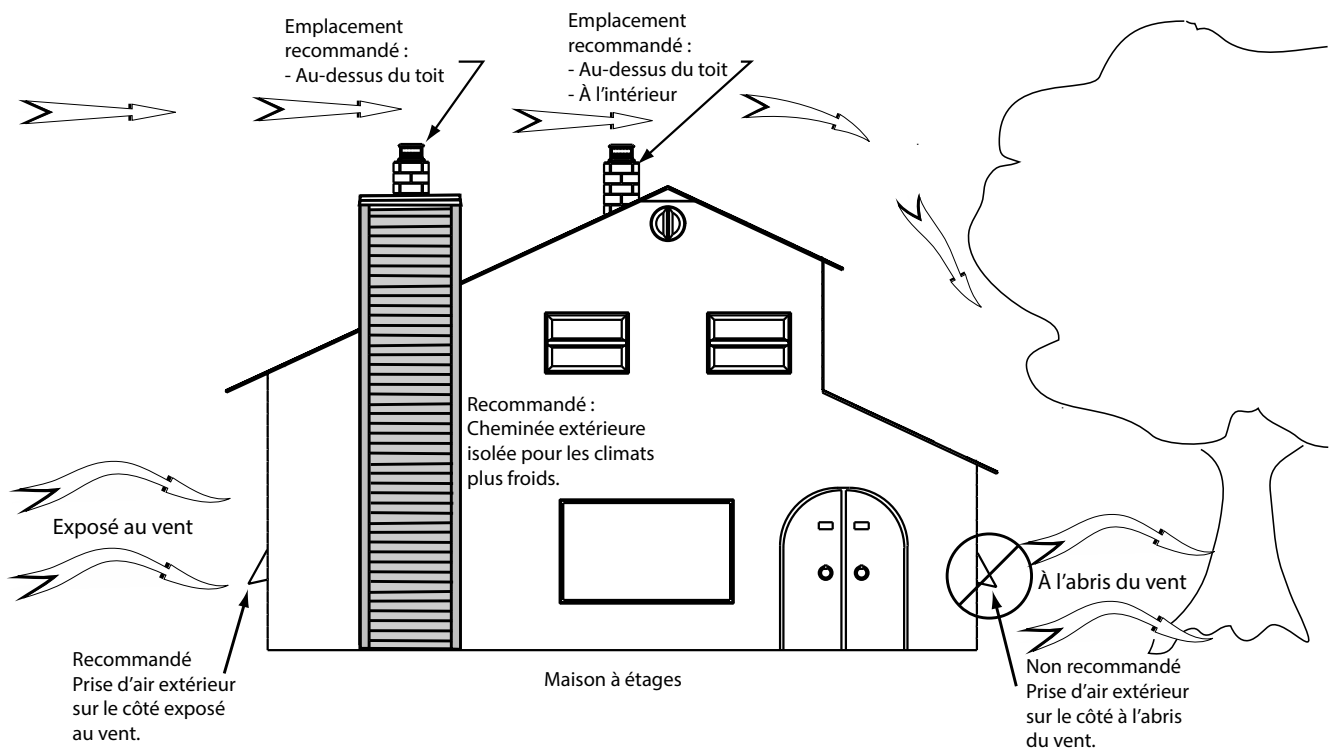 Emplacement
recommandé :
- Au-dessus du toit
Emplacement
recommandé :
- Au-dessus du toit
- À l’intérieur
Recommandé :
Cheminée extérieure
isolée pour les climats
plus froids.
Exposé au vent
À l’abris du vent
Recommandé
Prise d’air extérieur
sur le côté exposé
au vent.
Maison à étages
Non recommandé
Prise d’air extérieur
sur le côté à l’abris
du vent.